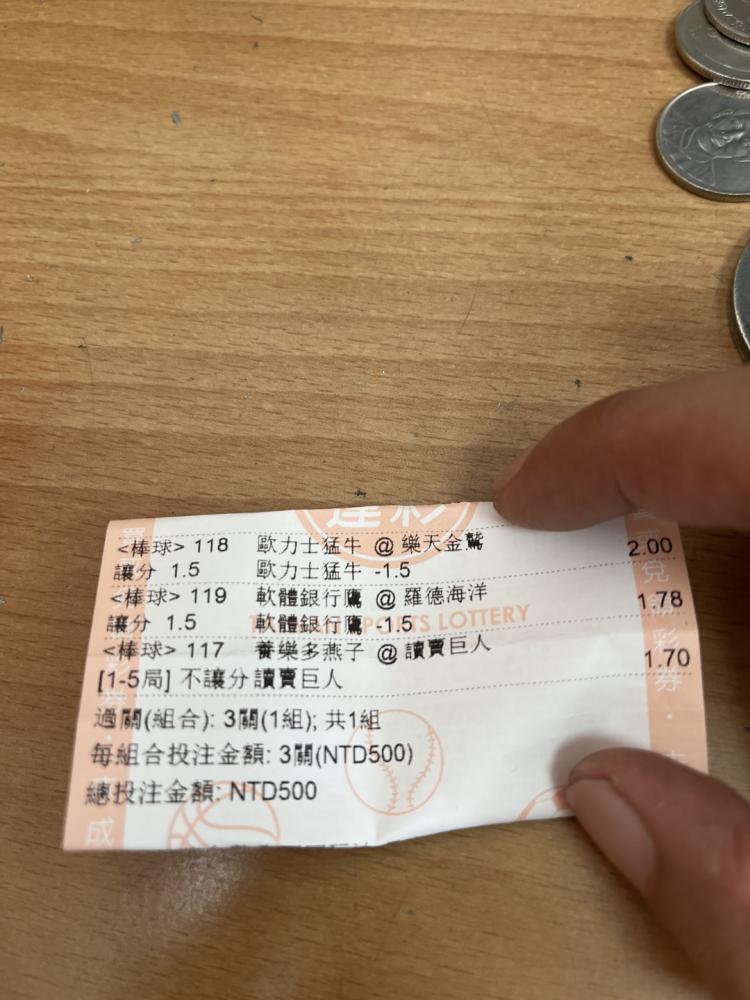 運彩
<棒球> 118 歐力士猛牛 @ 樂天金鷲 2.00
讓分 1.5 歐力士猛牛 -1.5
<棒球> 119 軟體銀行鷹 @ 羅德海洋 1.78
讓分 1.5 軟體銀行鷹 -1.5
SPORTS LOTTERY
<棒球> 117 養樂多燕子 @ 讀賣巨人 1.70
[1-5局] 不讓分 讀賣巨人
過關(組合): 3關(1組); 共1組
每組合投注金額: 3關(NTD500)
總投注金額: NTD500